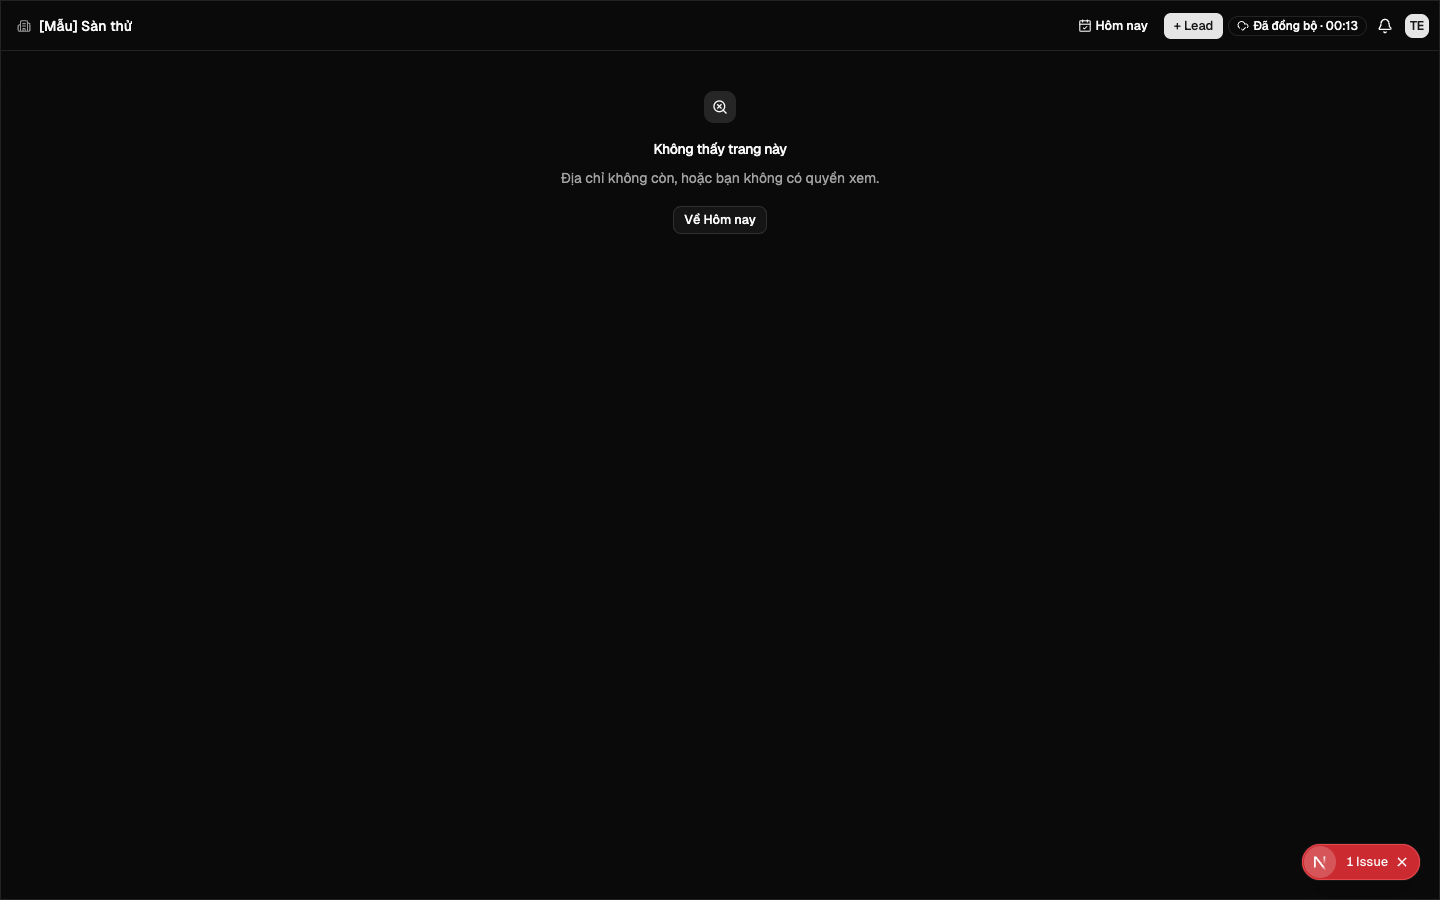 [Mẫu] Sàn thử
Hôm nay
+ Lead
Đã đồng bộ · 00:13
TE
Không thấy trang này
Địa chỉ không còn, hoặc bạn không có quyền xem.
Về Hôm nay
N
1 Issue